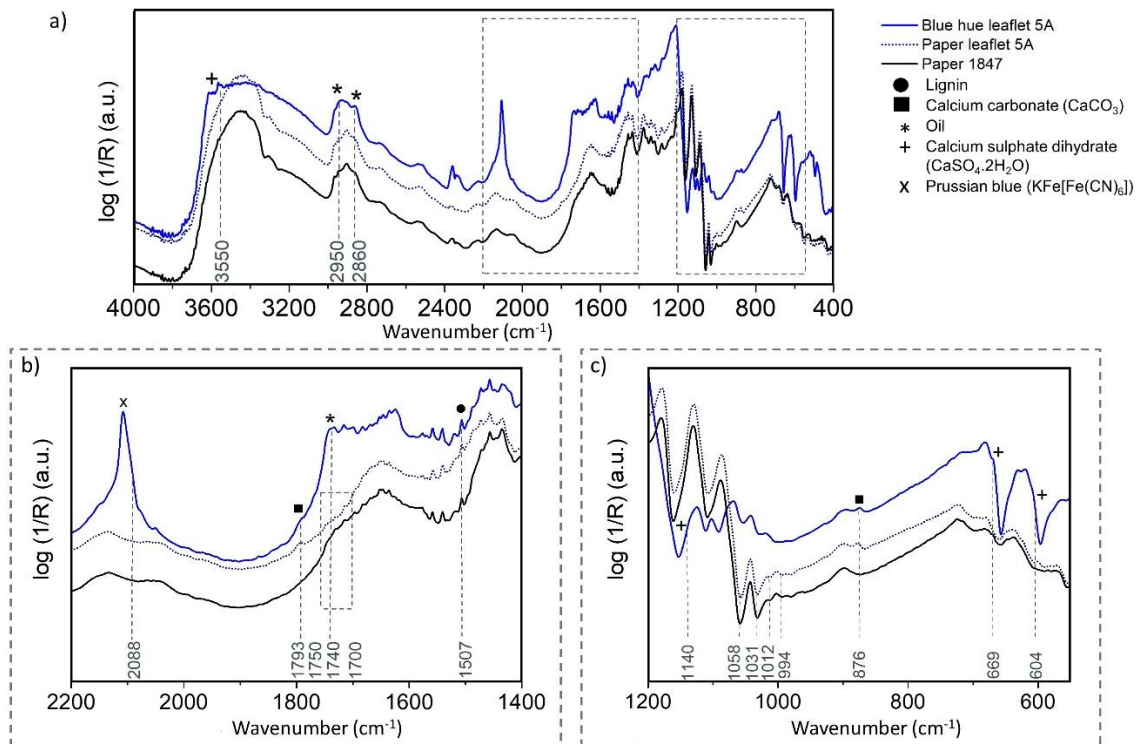 a)
Blue hue leaflet 5A
Paper leaflet 5A
Paper 1847
Lignin
Calcium carbonate (CaCO₃)
* Oil
+ Calcium sulphate dihydrate
(CaSO₄.2H₂O)
x Prussian blue (KFe[Fe(CN)₆])
log (1/R) (a.u.)
+ * *
3550 2950 2860
4000 3600 3200 2800 2400 2000 1600 1200 800 400
Wavenumber (cm⁻¹)
b)
log (1/R) (a.u.)
x *
2088 1793 1750 1740 1700 1507
2200 2000 1800 1600 1400
Wavenumber (cm⁻¹)
c)
log (1/R) (a.u.)
+ + +
1140 1058 1031 1012 994 876 669 604
1200 1000 800 600
Wavenumber (cm⁻¹)